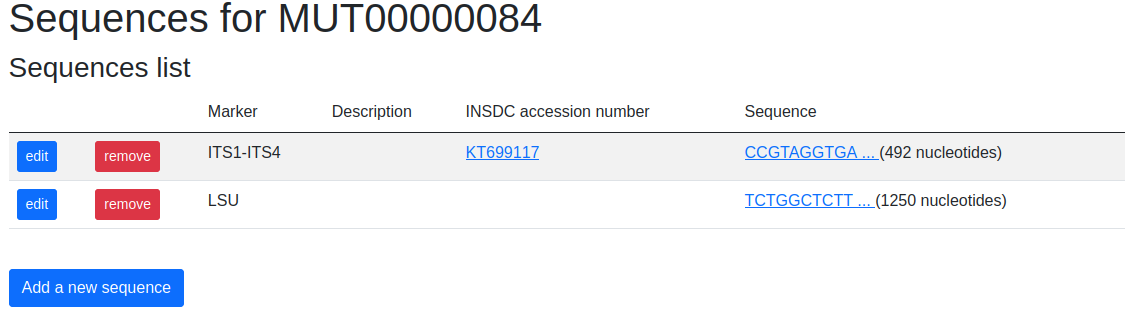 Sequences for MUT00000084
Sequences list
Marker Description INSDC accession number Sequence
edit remove ITS1-ITS4 KT699117 CCGTAGGTGA ... (492 nucleotides)
edit remove LSU TCTGGCTCTT ... (1250 nucleotides)
Add a new sequence